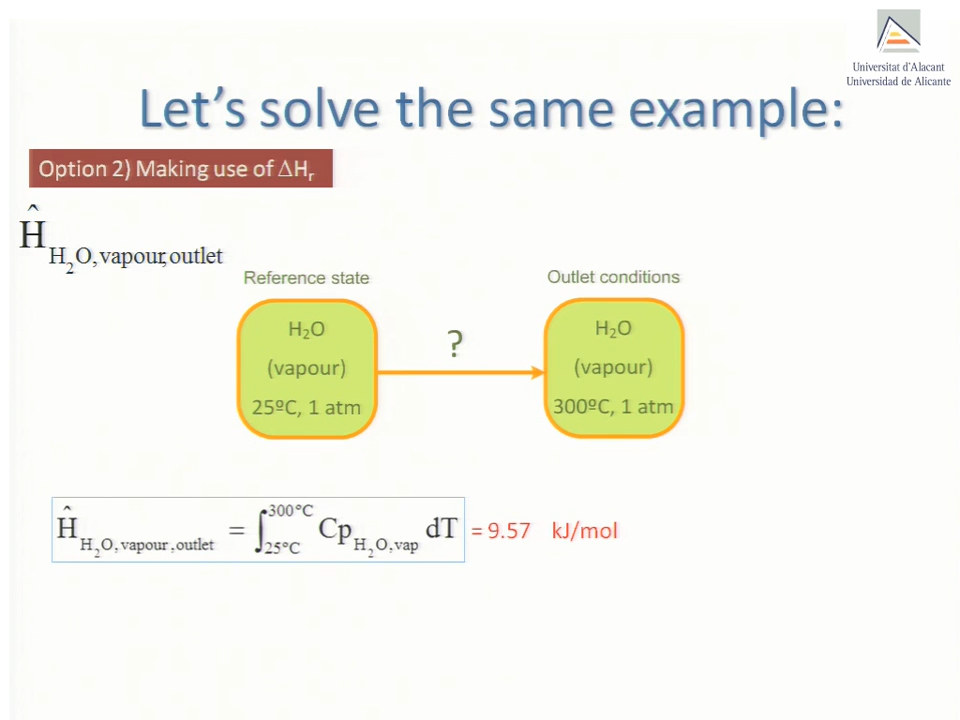 Universitat d'Alacant
Universidad de Alicante
Let's solve the same example:
Option 2) Making use of ΔHr
Ĥ H₂O,vapour,outlet
Reference state
Outlet conditions
H₂O
(vapour)
25ºC, 1 atm
?
H₂O
(vapour)
300ºC, 1 atm
Ĥ H₂O,vapour,outlet = ∫25°C 300°C Cp H₂O,vap dT = 9.57 kJ/mol